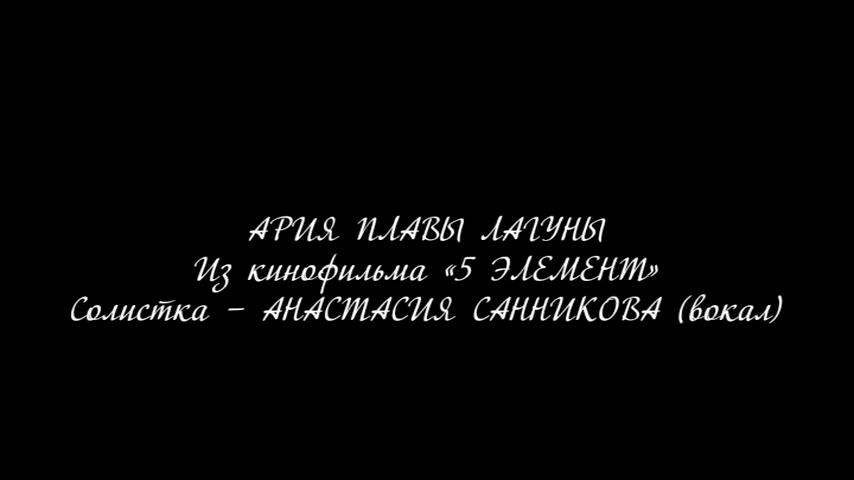 АРИЯ ПЛАВЫ ЛАГУНЫ
Из кинофильма «5 ЭЛЕМЕНТ»
Солистка – АНАСТАСИЯ САННИКОВА (вокал)